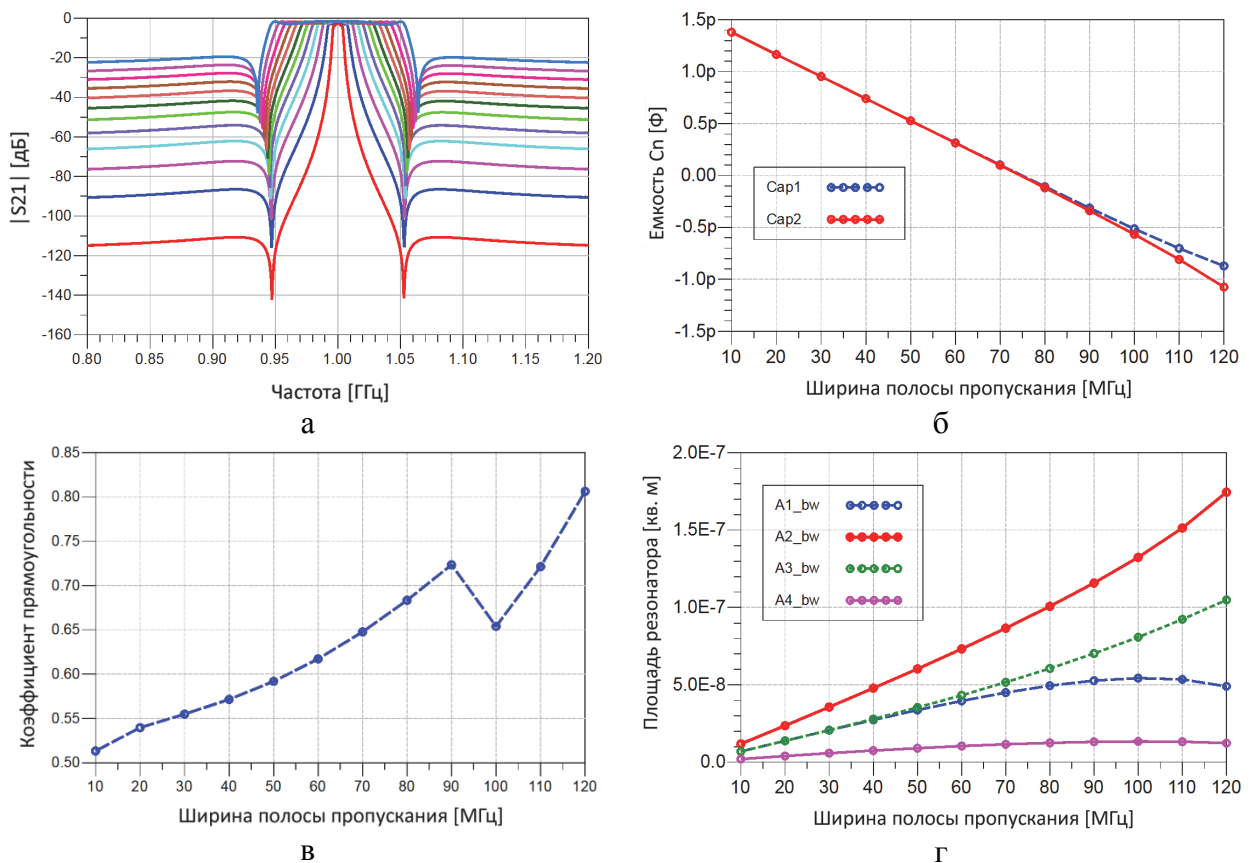 |S21| [дБ]
0
-20
-40
-60
-80
-100
-120
-140
-160
0.80 0.85 0.90 0.95 1.00 1.05 1.10 1.15 1.20
Частота [ГГц]
а
Емкость Cn [Ф]
1.5p
1.0p
0.5p
0.00
-0.5p
-1.0p
-1.5p
Cap1
Cap2
10 20 30 40 50 60 70 80 90 100 110 120
Ширина полосы пропускания [МГц]
б
Коэффициент прямоугольности
0.85
0.80
0.75
0.70
0.65
0.60
0.55
0.50
10 20 30 40 50 60 70 80 90 100 110 120
Ширина полосы пропускания [МГц]
в
Площадь резонатора [кв. м]
2.0E-7
1.5E-7
1.0E-7
5.0E-8
0.0
A1_bw
A2_bw
A3_bw
A4_bw
10 20 30 40 50 60 70 80 90 100 110 120
Ширина полосы пропускания [МГц]
г